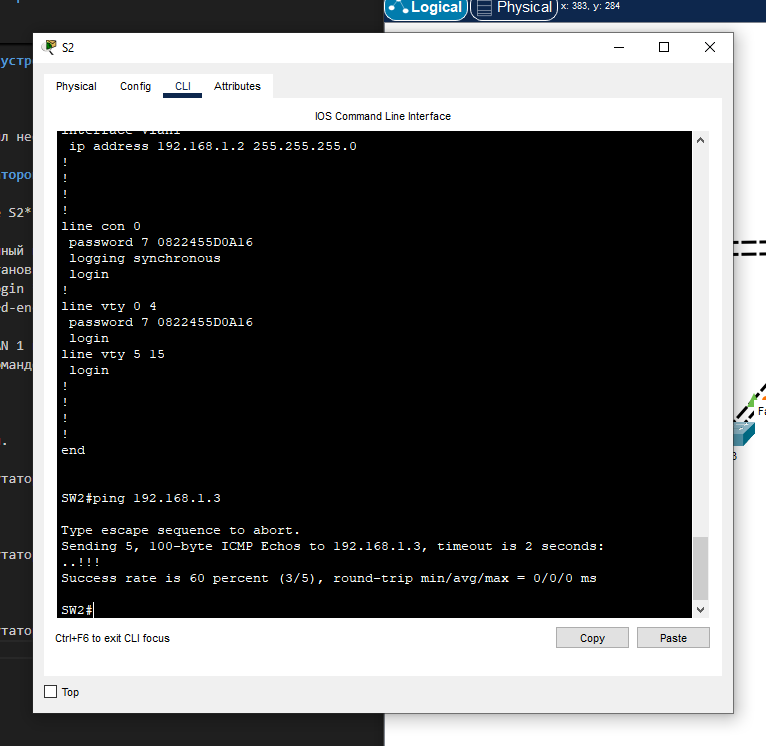 Logical Physical x: 383, y: 284
S2
Physical Config CLI Attributes
IOS Command Line Interface
interface Vlan1
ip address 192.168.1.2 255.255.255.0
!
!
!
!
line con 0
password 7 0822455D0A16
logging synchronous
login
!
line vty 0 4
password 7 0822455D0A16
login
line vty 5 15
login
!
!
!
!
end
SW2#ping 192.168.1.3
Type escape sequence to abort.
Sending 5, 100-byte ICMP Echos to 192.168.1.3, timeout is 2 seconds:
..!!!
Success rate is 60 percent (3/5), round-trip min/avg/max = 0/0/0 ms
SW2#
Ctrl+F6 to exit CLI focus
Copy Paste
Top
устр
л не
торо
S2*
ный
танов
gin
d-en
AN 1
оманд
.
тато
тато
тато
Fa
3